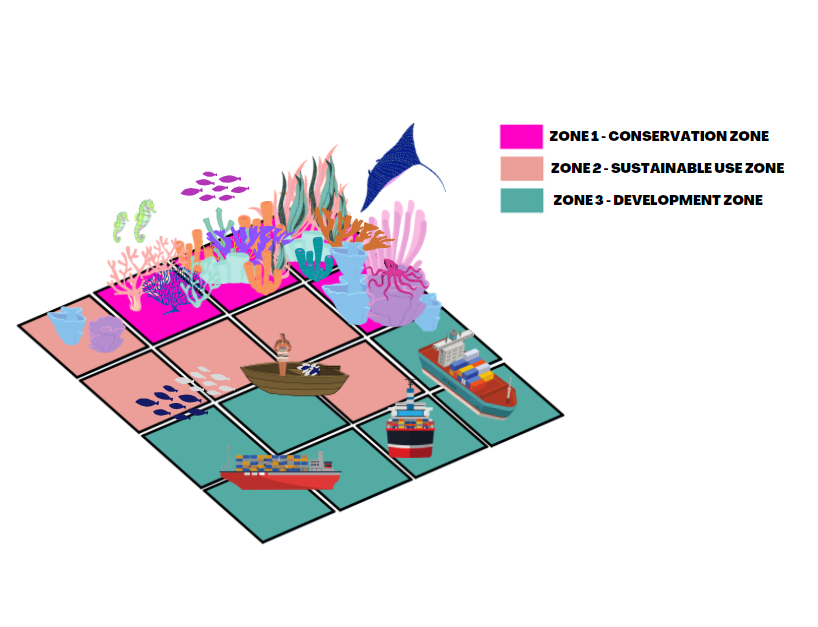 ZONE 1 - CONSERVATION ZONE
ZONE 2 - SUSTAINABLE USE ZONE
ZONE 3 - DEVELOPMENT ZONE